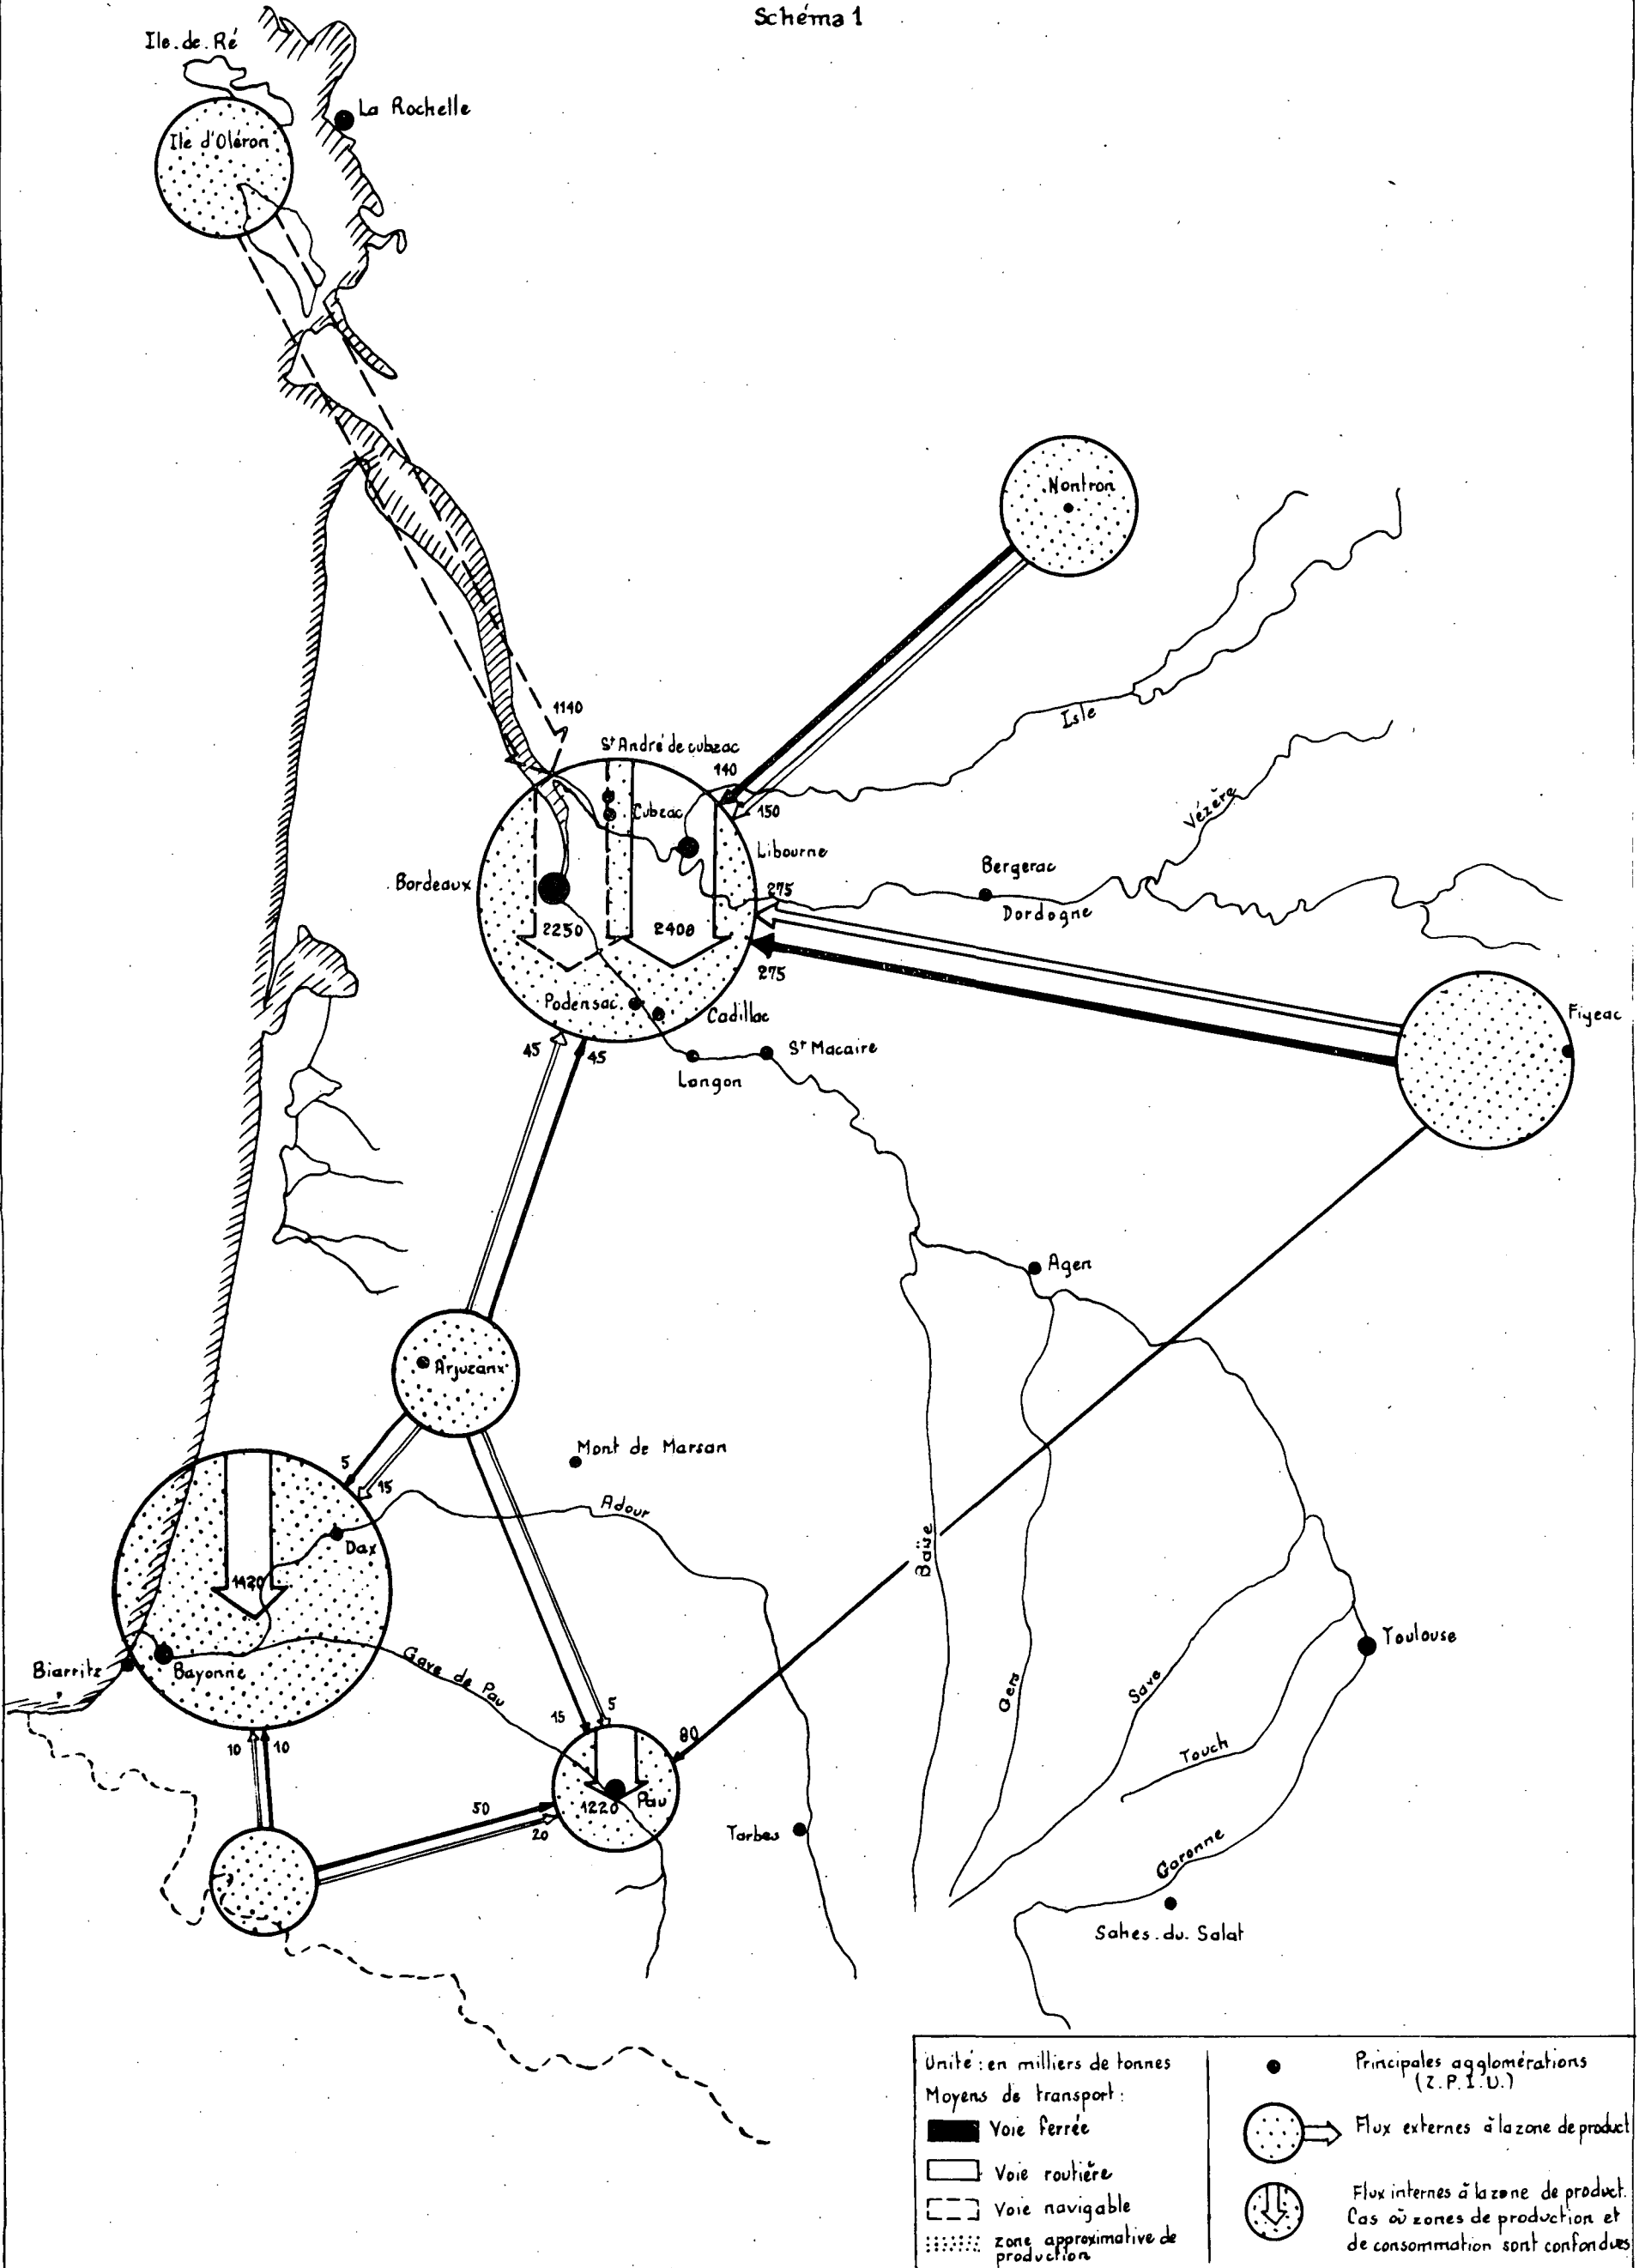 Schéma 1
Ile.de.Ré
La Rochelle
Ile d'Oléron
Nontron
Isle
1140
St André de cubzac
140
150
Cubzac
Vézère
Libourne
Bergerac
Bordeaux
275
Dordogne
2250
2400
275
Podensac.
Cadillac
Figeac
45
45
St Macaire
Langon
Agen
Arjuzanx
Mont de Marsan
5
15
Adour
Dax
Baïse
1420
Toulouse
Biarritz
Bayonne
Gave de Pau
Gers
Save
15
5
80
Touch
10
10
1220
Pau
50
20
Tarbes
Garonne
Salies.du.Salat
Unité : en milliers de tonnes
Moyens de transport :
Voie ferrée
Voie routière
Voie navigable
zone approximative de
production
Principales agglomérations
(Z.P.I.U.)
Flux externes à la zone de product
Flux internes à la zone de product.
Cas où zones de production et
de consommation sont confondues